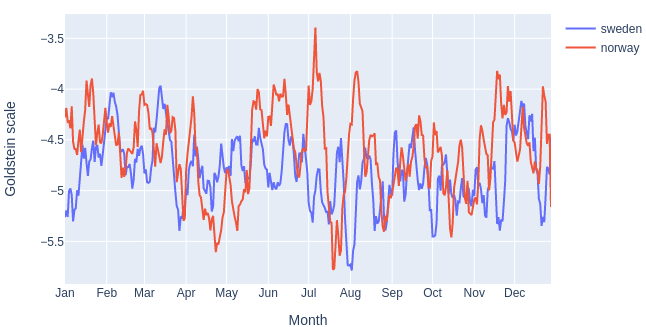 sweden
norway
Goldstein scale
−3.5
−4
−4.5
−5
−5.5
Jan Feb Mar Apr May Jun Jul Aug Sep Oct Nov Dec
Month